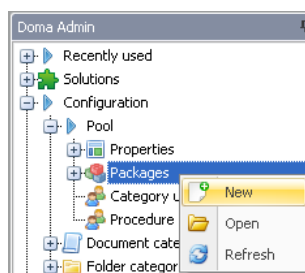 Doma Admin
Recently used
Solutions
Configuration
Pool
Properties
Packages
Category u
New
Procedure
Open
Document cate
Refresh
Folder categor